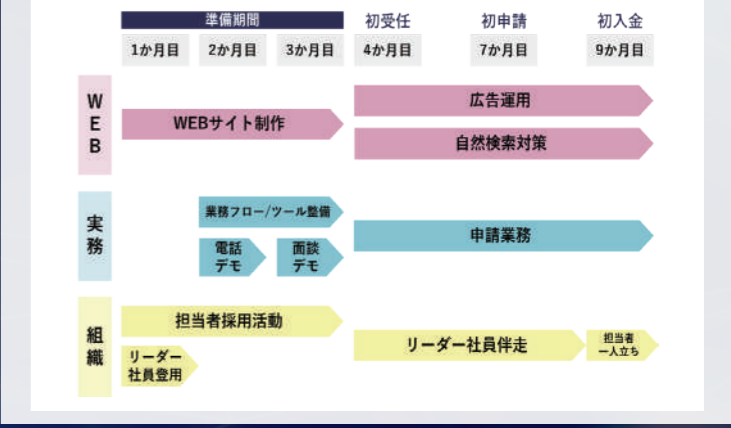 準備期間
初受任
初申請
初入金
1か月目
2か月目
3か月目
4か月目
7か月目
9か月目
WEB
WEBサイト制作
広告運用
自然検索対策
実務
業務フロー/ツール整備
電話
デモ
面談
デモ
申請業務
組織
担当者採用活動
リーダー
社員登用
リーダー社員伴走
担当者
一人立ち